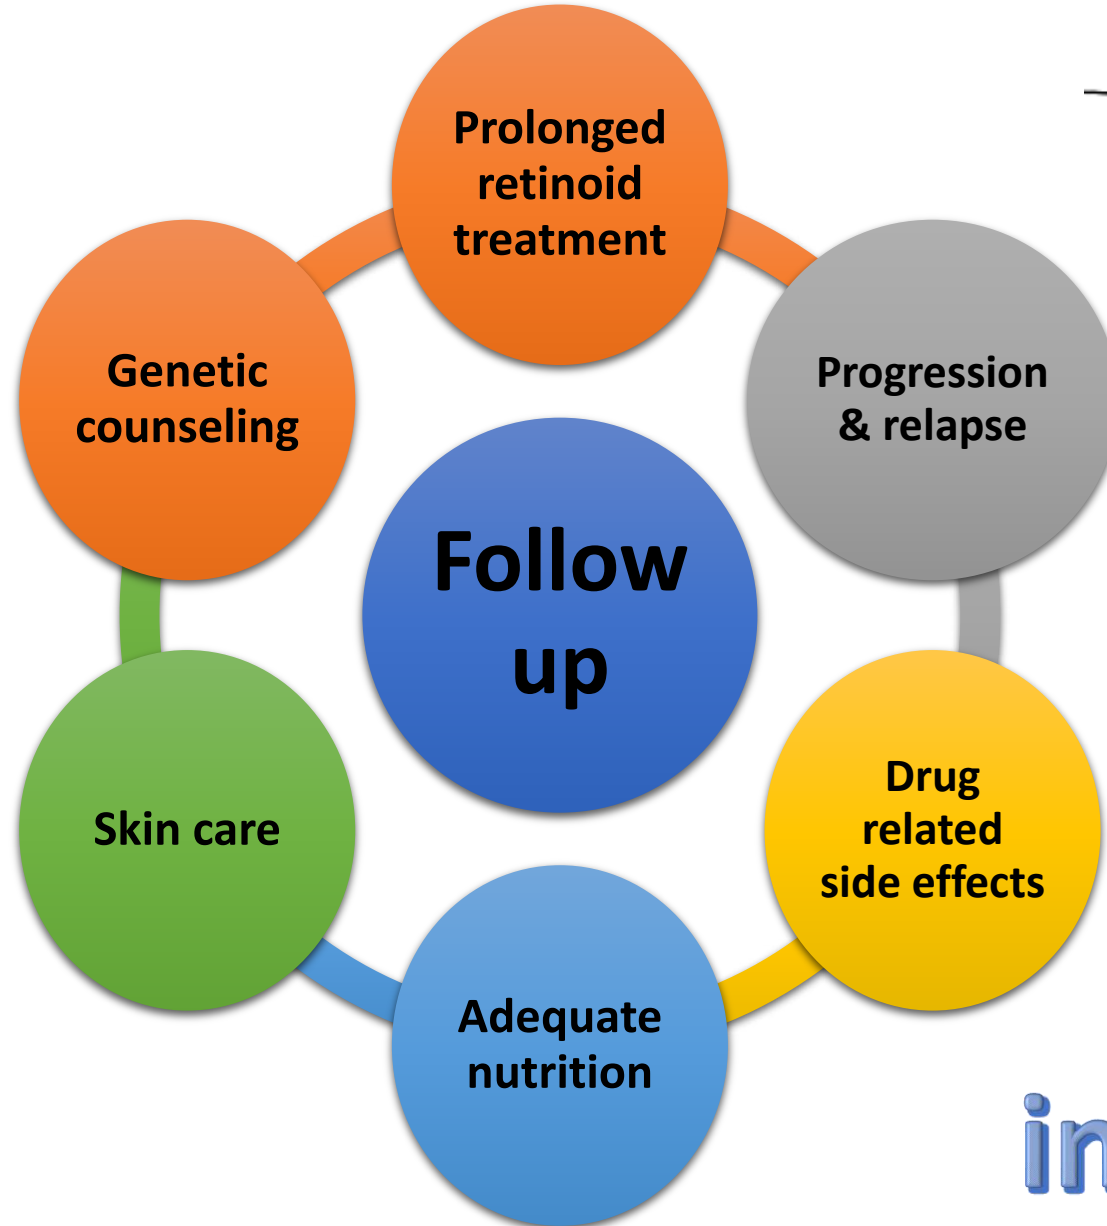 Prolonged
retinoid
treatment
Genetic
counseling
Progression
& relapse
Follow
up
Skin care
Drug
related
side effects
Adequate
nutrition